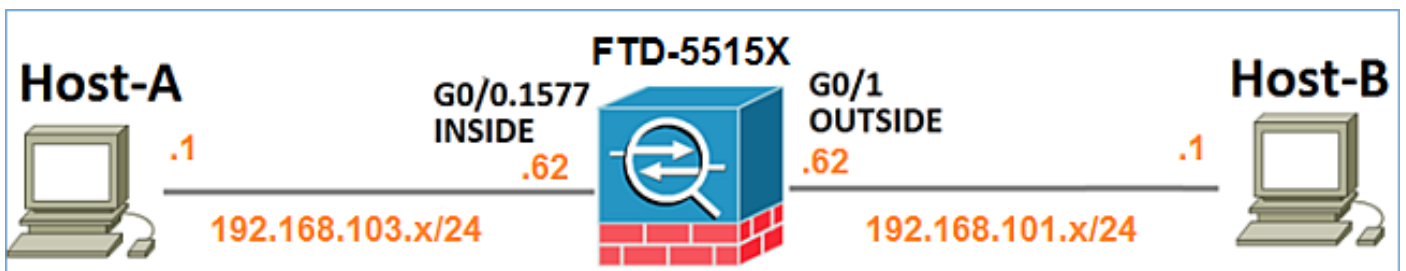 FTD-5515X
Host-A
G0/0.1577
INSIDE
G0/1
OUTSIDE
Host-B
.1
.62
.62
.1
192.168.103.x/24
192.168.101.x/24